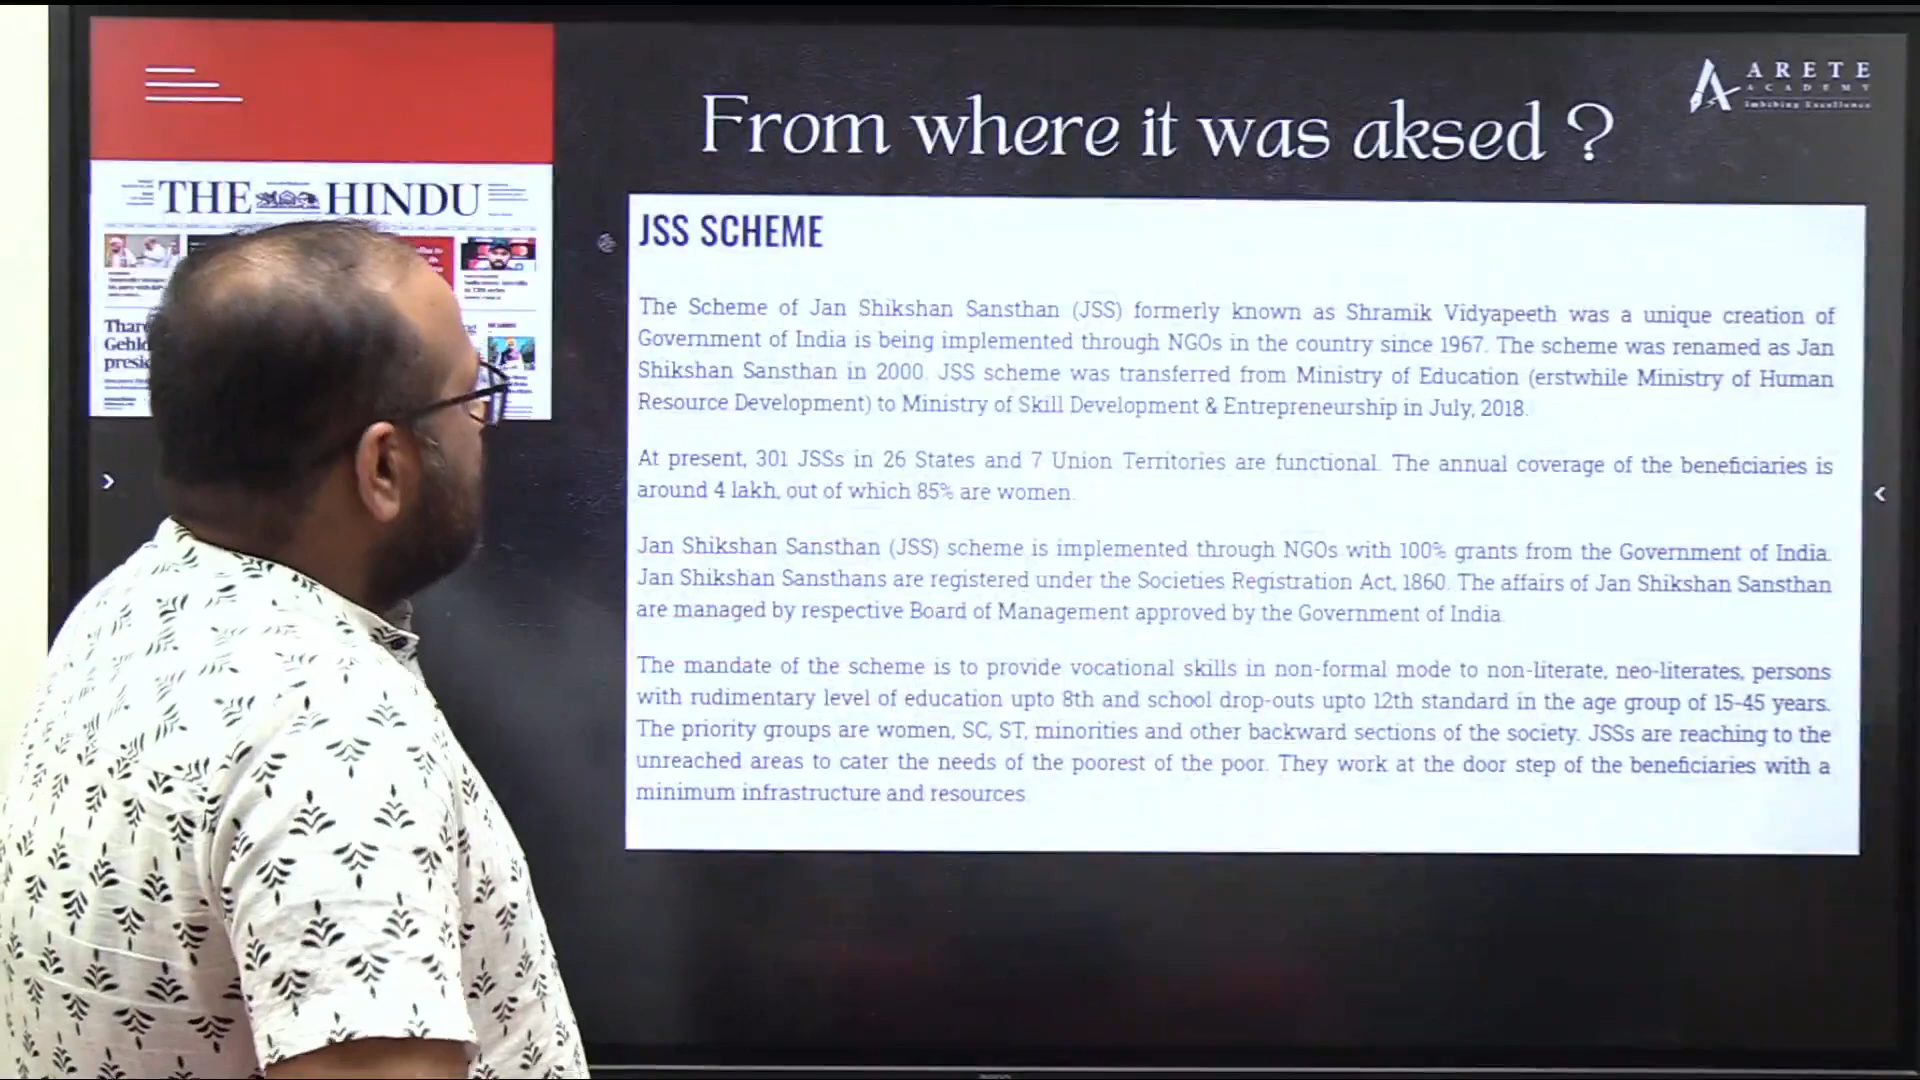 ARETE
ACADEMY
Imbibing Excellence
From where it was aksed ?
THE HINDU
JSS SCHEME
The Scheme of Jan Shikshan Sansthan (JSS) formerly known as Shramik Vidyapeeth was a unique creation of
Government of India is being implemented through NGOs in the country since 1967. The scheme was renamed as Jan
Shikshan Sansthan in 2000. JSS scheme was transferred from Ministry of Education (erstwhile Ministry of Human
Resource Development) to Ministry of Skill Development & Entrepreneurship in July, 2018.
At present, 301 JSSs in 26 States and 7 Union Territories are functional. The annual coverage of the beneficiaries is
around 4 lakh, out of which 85% are women.
Jan Shikshan Sansthan (JSS) scheme is implemented through NGOs with 100% grants from the Government of India.
Jan Shikshan Sansthans are registered under the Societies Registration Act, 1860. The affairs of Jan Shikshan Sansthan
are managed by respective Board of Management approved by the Government of India.
The mandate of the scheme is to provide vocational skills in non-formal mode to non-literate, neo-literates, persons
with rudimentary level of education upto 8th and school drop-outs upto 12th standard in the age group of 15-45 years.
The priority groups are women, SC, ST, minorities and other backward sections of the society. JSSs are reaching to the
unreached areas to cater the needs of the poorest of the poor. They work at the door step of the beneficiaries with a
minimum infrastructure and resources.